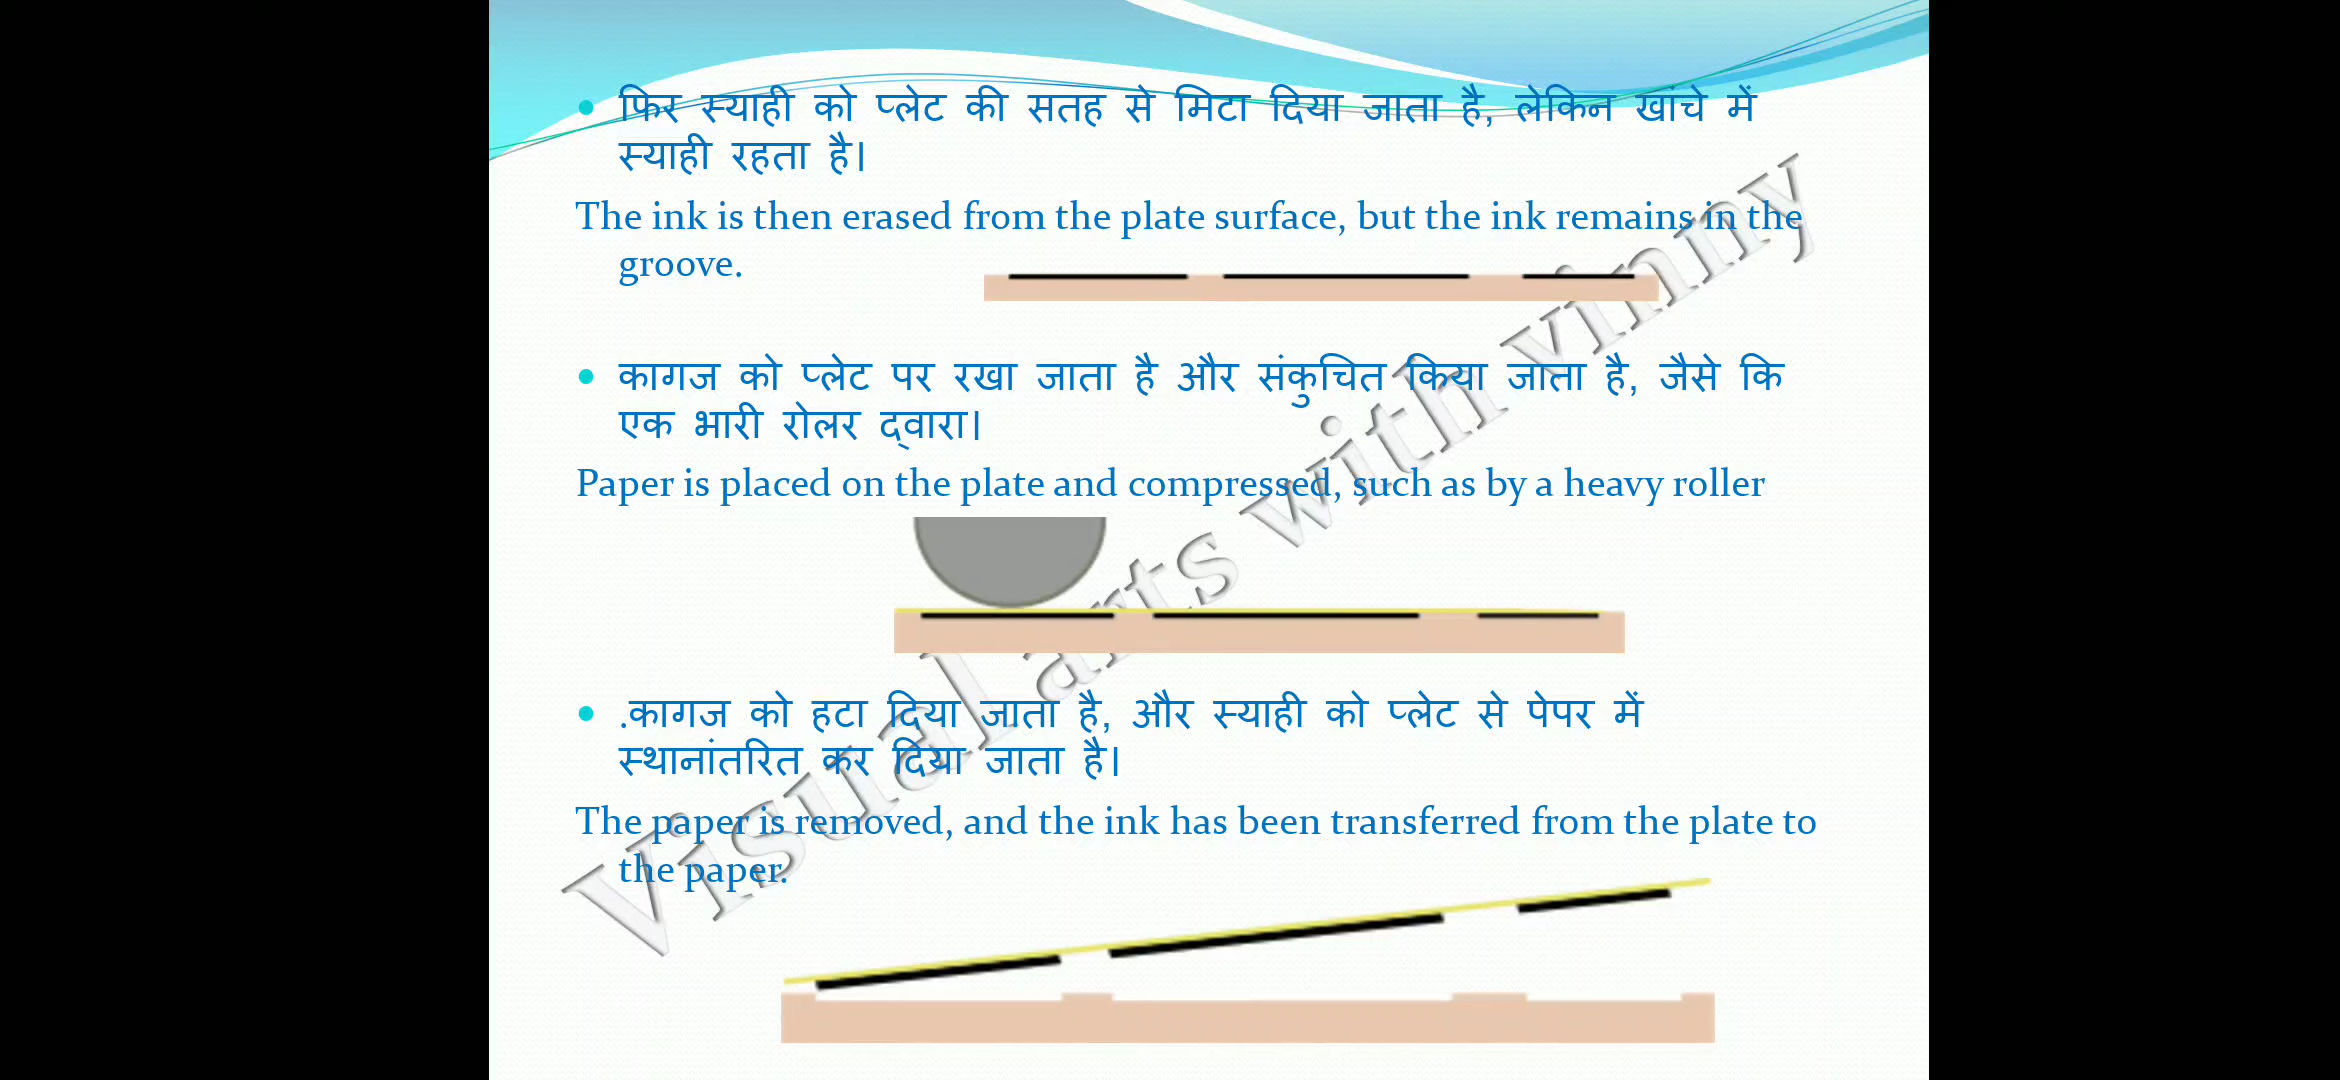 फिर स्याही को प्लेट की सतह से मिटा दिया जाता है, लेकिन खांचे में
स्याही रहता है।
The ink is then erased from the plate surface, but the ink remains in the
groove.
कागज को प्लेट पर रखा जाता है और संकुचित किया जाता है, जैसे कि
एक भारी रोलर द्वारा।
Paper is placed on the plate and compressed, such as by a heavy roller
.कागज को हटा दिया जाता है, और स्याही को प्लेट से पेपर में
स्थानांतरित कर दिया जाता है।
The paper is removed, and the ink has been transferred from the plate to
the paper.
Visual arts with vinny